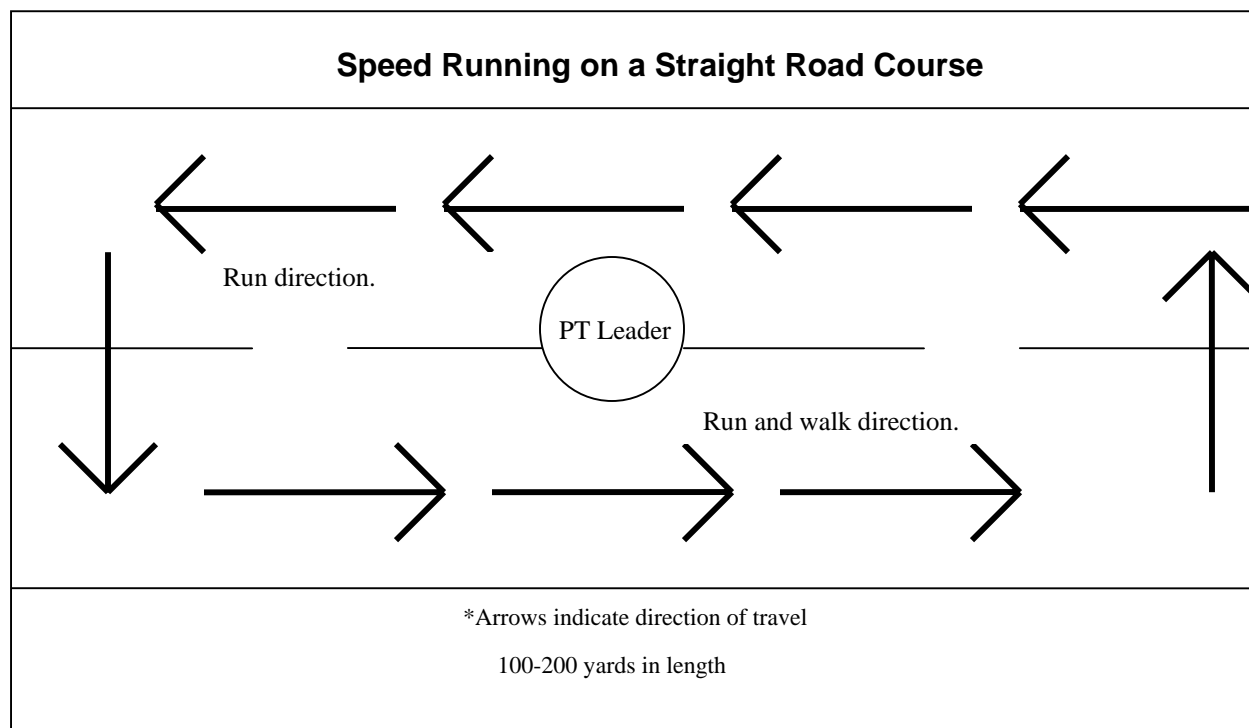 Speed Running on a Straight Road Course
Run direction.
PT Leader
Run and walk direction.
*Arrows indicate direction of travel
100-200 yards in length